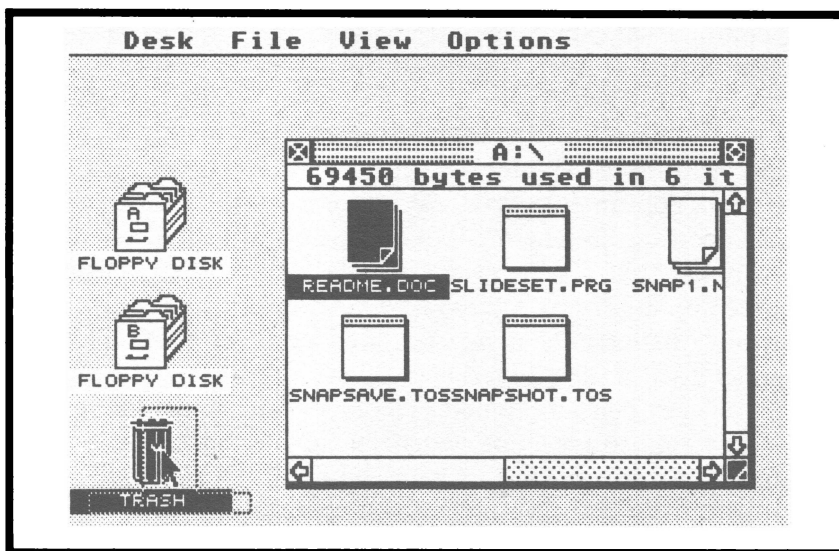 Desk File View Options
A:\
69450 bytes used in 6 it
A
FLOPPY DISK
README.DOC SLIDESET.PRG SNAP1.N
B
FLOPPY DISK
SNAPSAVE.TOSSNAPSHOT.TOS
TRASH